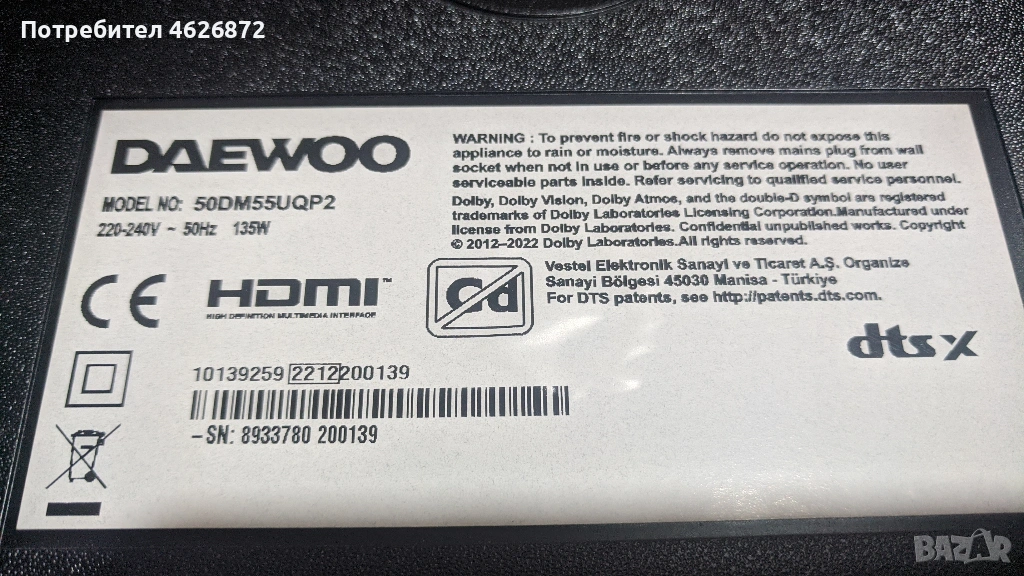 Потребител 4626872
DAEWOO
MODEL NO: 50DM55UQP2
220-240V ~ 50Hz 135W
WARNING : To prevent fire or shock hazard do not expose this
appliance to rain or moisture. Always remove mains plug from wall
socket when not in use or before any service operation. No user
serviceable parts inside. Refer servicing to qualified service personnel.
Dolby, Dolby Vision, Dolby Atmos, and the double-D symbol are registered
trademarks of Dolby Laboratories Licensing Corporation.Manufactured under
license from Dolby Laboratories. Confidential unpublished works. Copyright
© 2012–2022 Dolby Laboratories.All rights reserved.
CE
HDMI™
HIGH DEFINITION MULTIMEDIA INTERFACE
Cd
Vestel Elektronik Sanayi ve Ticaret A.Ş. Organize
Sanayi Bölgesi 45030 Manisa - Türkiye
For DTS patents, see http://patents.dts.com.
dts x
10139259 2212200139
–SN: 8933780 200139
BAZAR